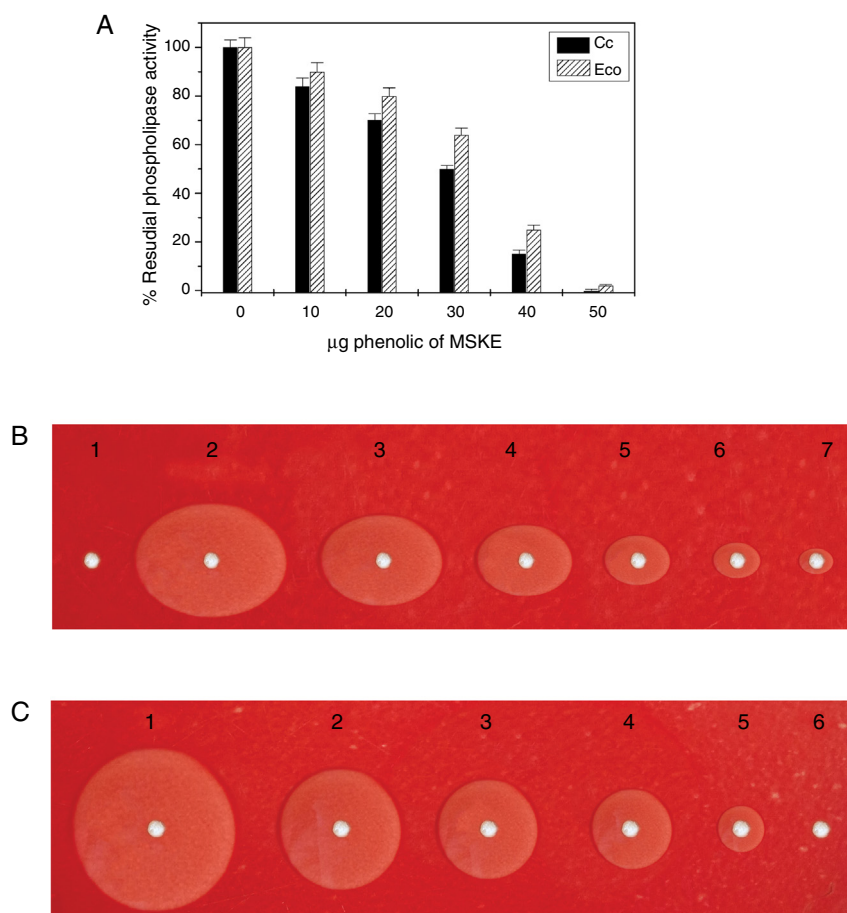 A
% Resudial phospholipase activity
100
80
60
40
20
0
Cc
Eco
0 10 20 30 40 50
μg phenolic of MSKE
B
1 2 3 4 5 6 7
C
1 2 3 4 5 6